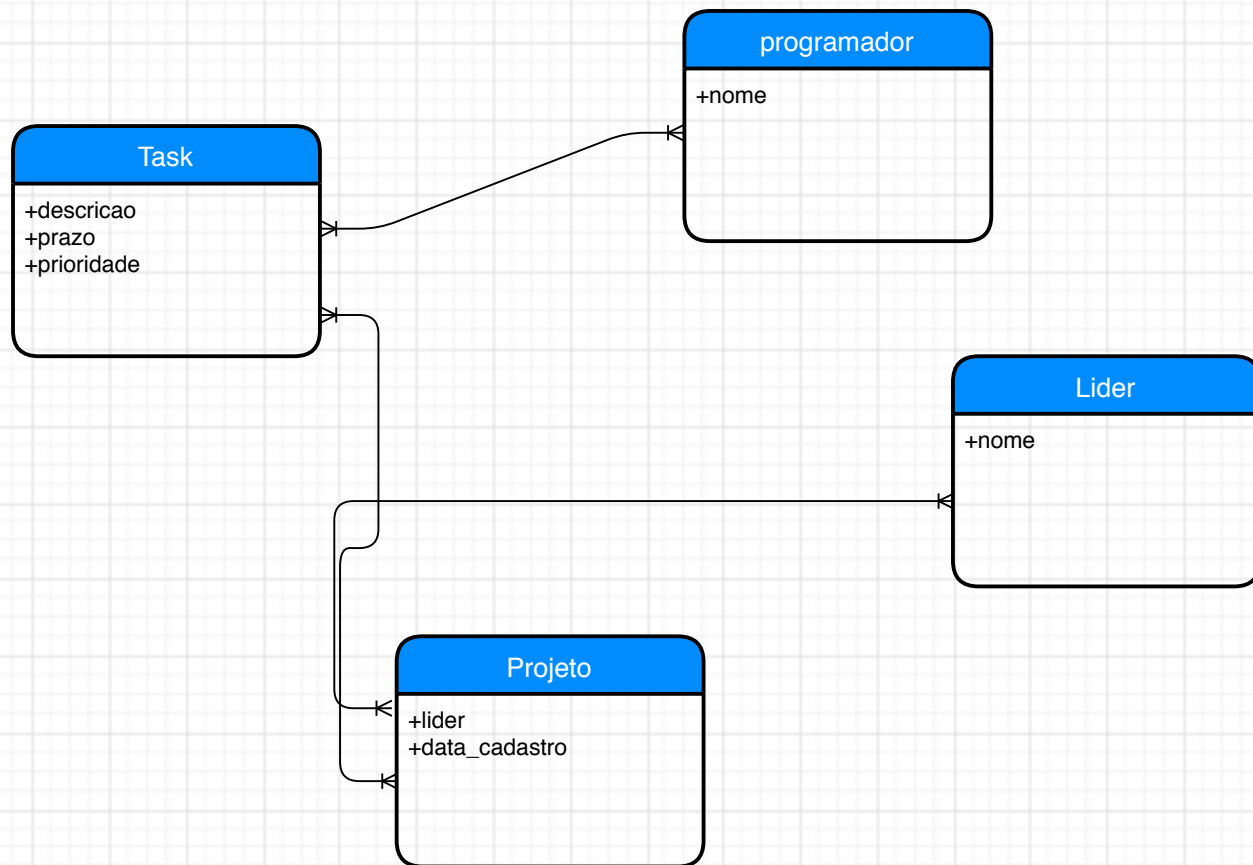 programador
+nome
Task
+descricao
+prazo
+prioridade
Lider
+nome
Projeto
+lider
+data_cadastro